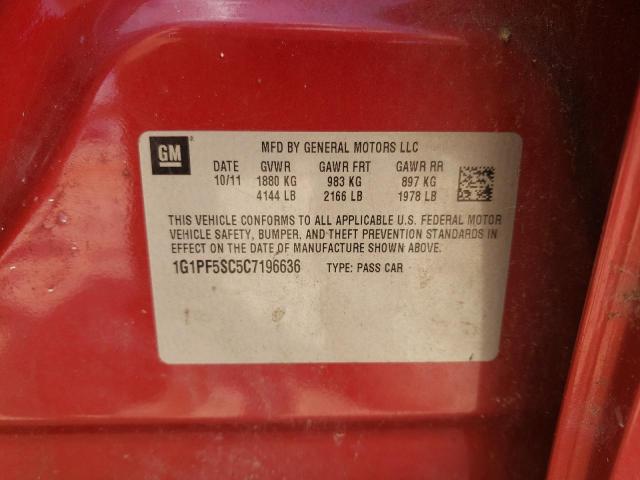 GM
MFD BY GENERAL MOTORS LLC
DATE GVWR GAWR FRT GAWR RR
10/11 1880 KG 983 KG 897 KG
4144 LB 2166 LB 1978 LB
THIS VEHICLE CONFORMS TO ALL APPLICABLE U.S. FEDERAL MOTOR
VEHICLE SAFETY, BUMPER, AND THEFT PREVENTION STANDARDS
IN EFFECT ON THE DATE OF MANUFACTURE SHOWN ABOVE.
1G1PF5SC5C7196636 TYPE: PASS CAR